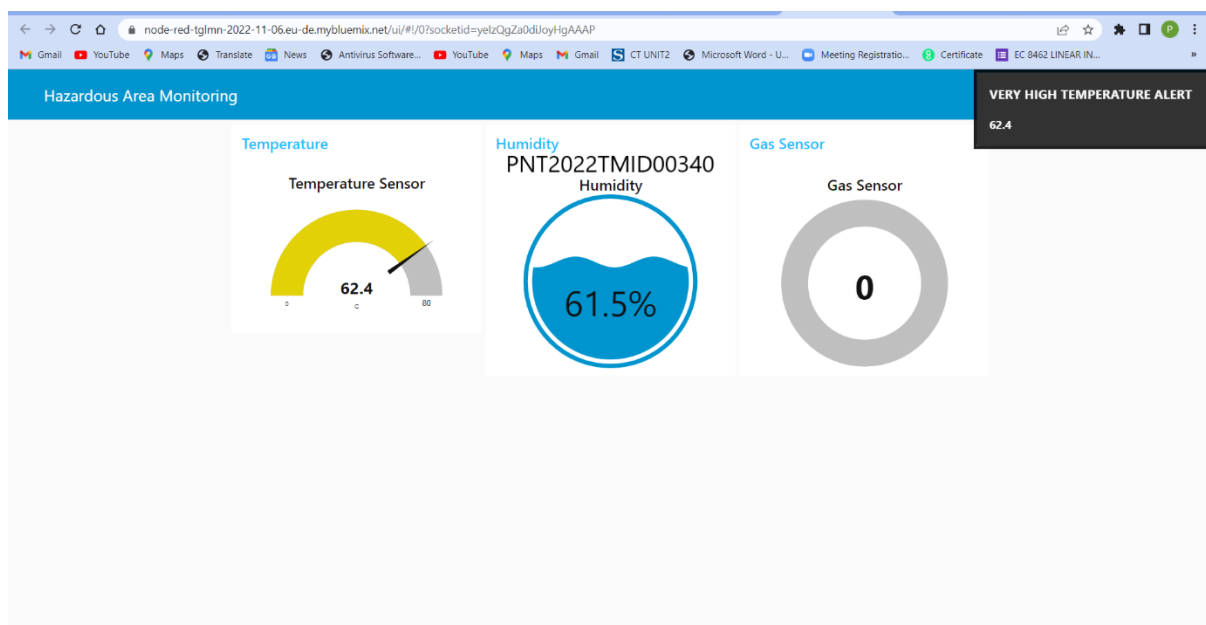 node-red-tglmn-2022-11-06.eu-de.mybluemix.net/ui/#!/0?socketid=yelzQgZa0diJoyHgAAAP
P
Gmail YouTube Maps Translate News Antivirus Software... YouTube Maps Gmail CT UNIT2 Microsoft Word - U... Meeting Registratio... Certificate EC 8462 LINEAR IN... »
Hazardous Area Monitoring
VERY HIGH TEMPERATURE ALERT
62.4
Temperature
Temperature Sensor
62.4
0 C 80
Humidity
PNT2022TMID00340
Humidity
61.5%
Gas Sensor
Gas Sensor
0